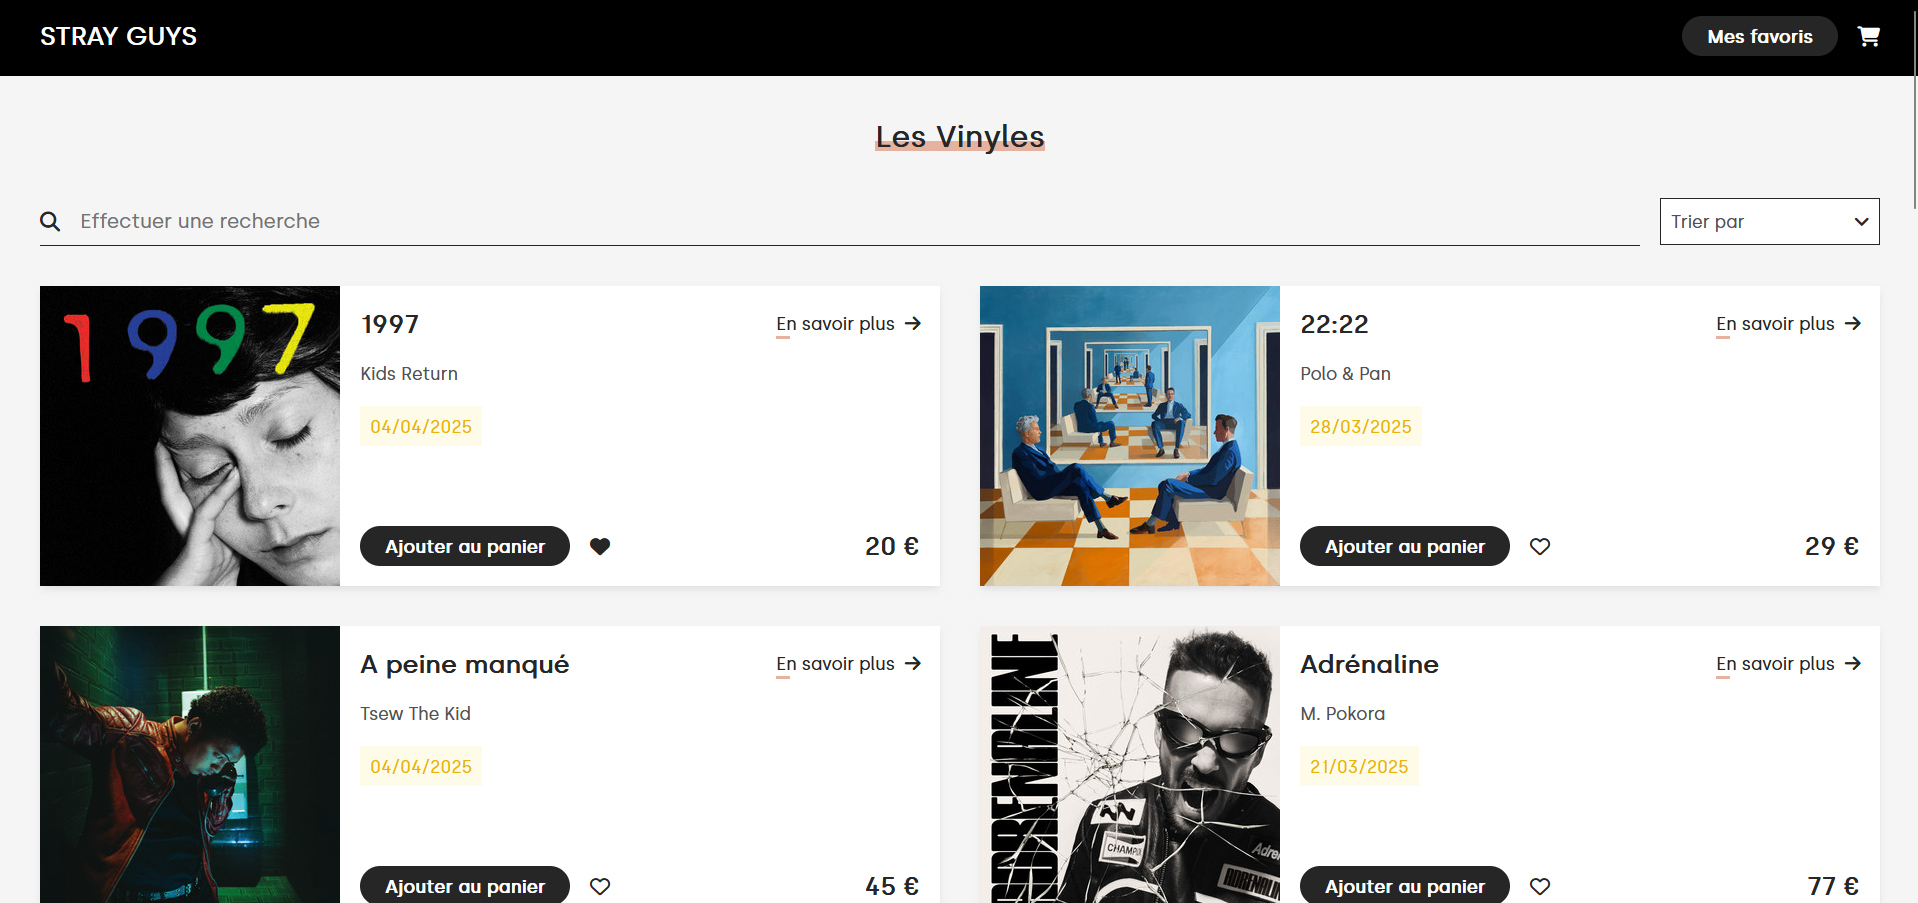 STRAY GUYS
Mes favoris
Les Vinyles
Effectuer une recherche
Trier par
1997
1997
En savoir plus
Kids Return
04/04/2025
Ajouter au panier
20 €
22:22
En savoir plus
Polo & Pan
28/03/2025
Ajouter au panier
29 €
A peine manqué
En savoir plus
Tsew The Kid
04/04/2025
Ajouter au panier
45 €
ADRENALINE
CHAMPIX
Adrénaline
En savoir plus
M. Pokora
21/03/2025
Ajouter au panier
77 €